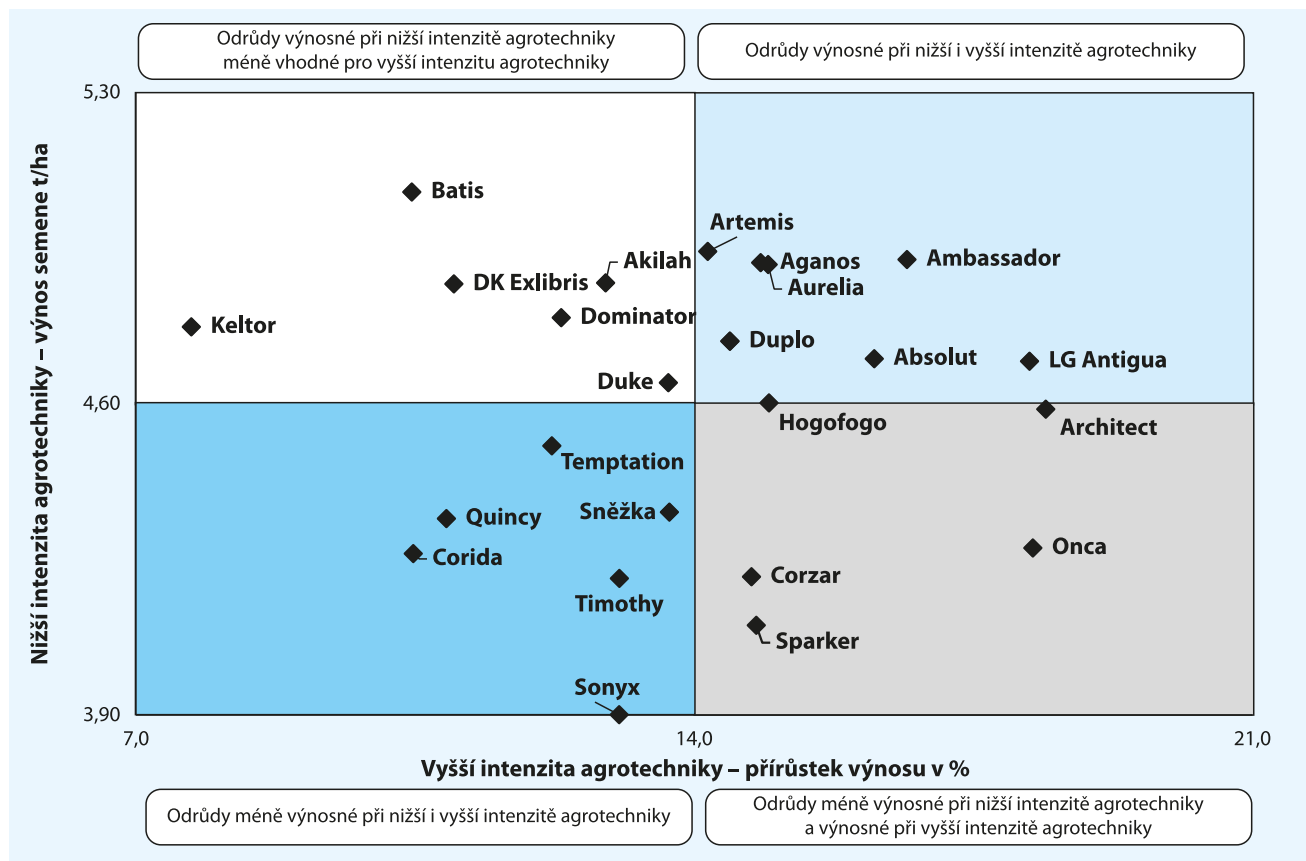 Odrůdy výnosné při nižší intenzitě agrotechniky
méně vhodné pro vyšší intenzitu agrotechniky
Odrůdy výnosné při nižší i vyšší intenzitě agrotechniky
5,30
Nižší intenzita agrotechniky – výnos semene t/ha
Batis
Artemis
Akilah
Aganos
Ambassador
DK Exlibris
Aurelia
Keltor
Dominator
Duplo
Absolut
LG Antigua
Duke
4,60
Hogofogo
Architect
Temptation
Quincy
Sněžka
Corida
Onca
Timothy
Corzar
Sparker
Sonyx
3,90
7,0
14,0
21,0
Vyšší intenzita agrotechniky – přírůstek výnosu v %
Odrůdy méně výnosné při nižší i vyšší intenzitě agrotechniky
Odrůdy méně výnosné při nižší intenzitě agrotechniky
a výnosné při vyšší intenzitě agrotechniky